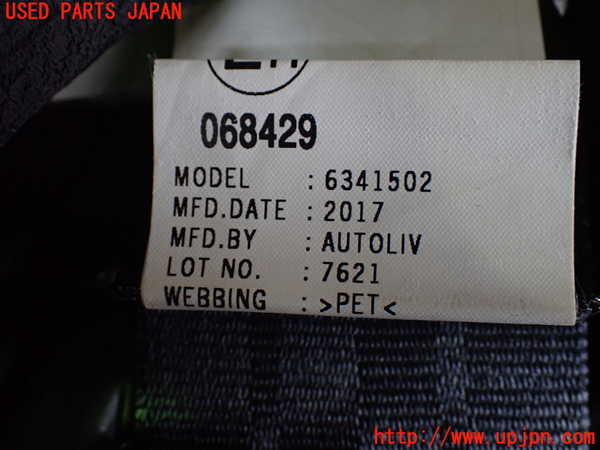 USED PARTS JAPAN
068429
MODEL : 6341502
MFD.DATE : 2017
MFD.BY : AUTOLIV
LOT NO. : 7621
WEBBING : >PET<
http://www.upjpn.com/